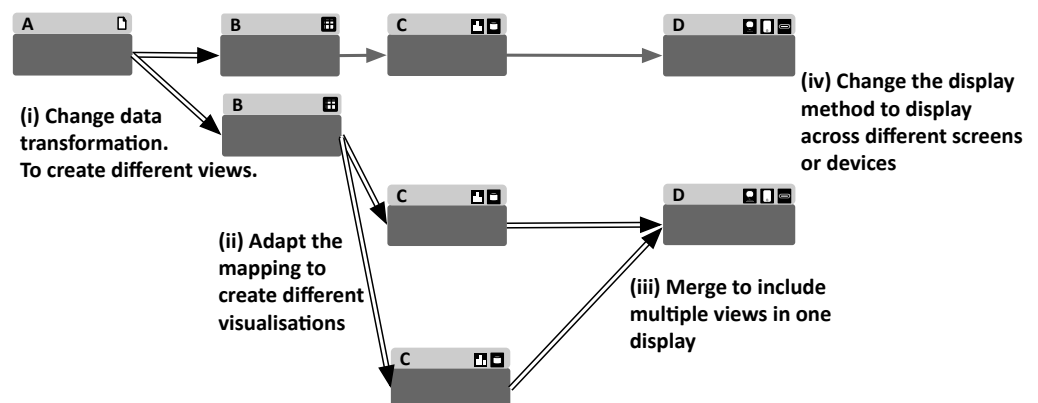 A
B
C
D
B
(i) Change data
transformation.
To create different views.
(iv) Change the display
method to display
across different screens
or devices
C
D
(ii) Adapt the
mapping to
create different
visualisations
(iii) Merge to include
multiple views in one
display
C